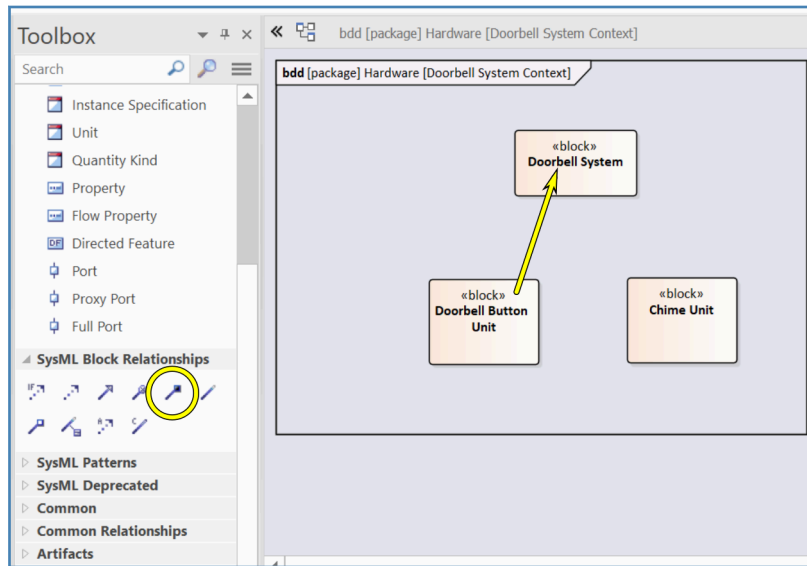 Toolbox
Search
Instance Specification
Unit
Quantity Kind
Property
Flow Property
DF Directed Feature
Port
Proxy Port
Full Port
SysML Block Relationships
IF
R
C
SysML Patterns
SysML Deprecated
Common
Common Relationships
Artifacts
bdd [package] Hardware [Doorbell System Context]
bdd [package] Hardware [Doorbell System Context]
«block»
Doorbell System
«block»
Doorbell Button
Unit
«block»
Chime Unit